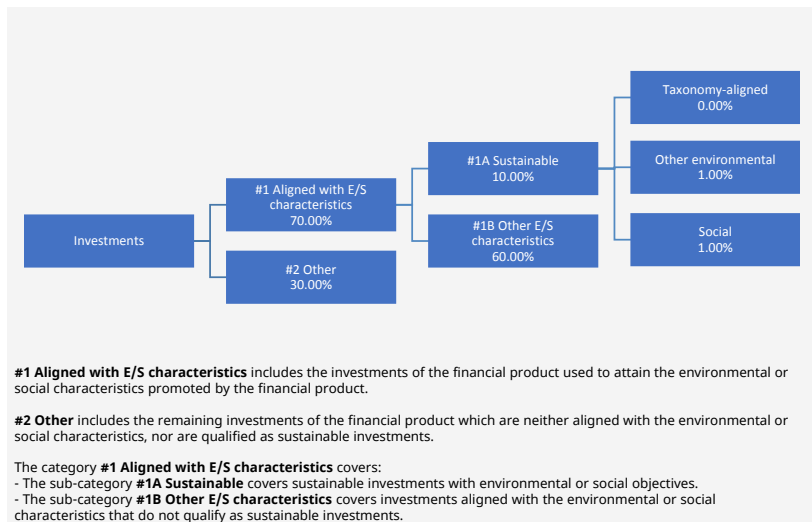 Taxonomy-aligned
0.00%
#1A Sustainable
10.00%
Other environmental
1.00%
#1 Aligned with E/S
characteristics
70.00%
#1B Other E/S
characteristics
60.00%
Social
1.00%
Investments
#2 Other
30.00%
#1 Aligned with E/S characteristics includes the investments of the financial product used to attain the environmental or
social characteristics promoted by the financial product.
#2 Other includes the remaining investments of the financial product which are neither aligned with the environmental or
social characteristics, nor are qualified as sustainable investments.
The category #1 Aligned with E/S characteristics covers:
- The sub-category #1A Sustainable covers sustainable investments with environmental or social objectives.
- The sub-category #1B Other E/S characteristics covers investments aligned with the environmental or social
characteristics that do not qualify as sustainable investments.